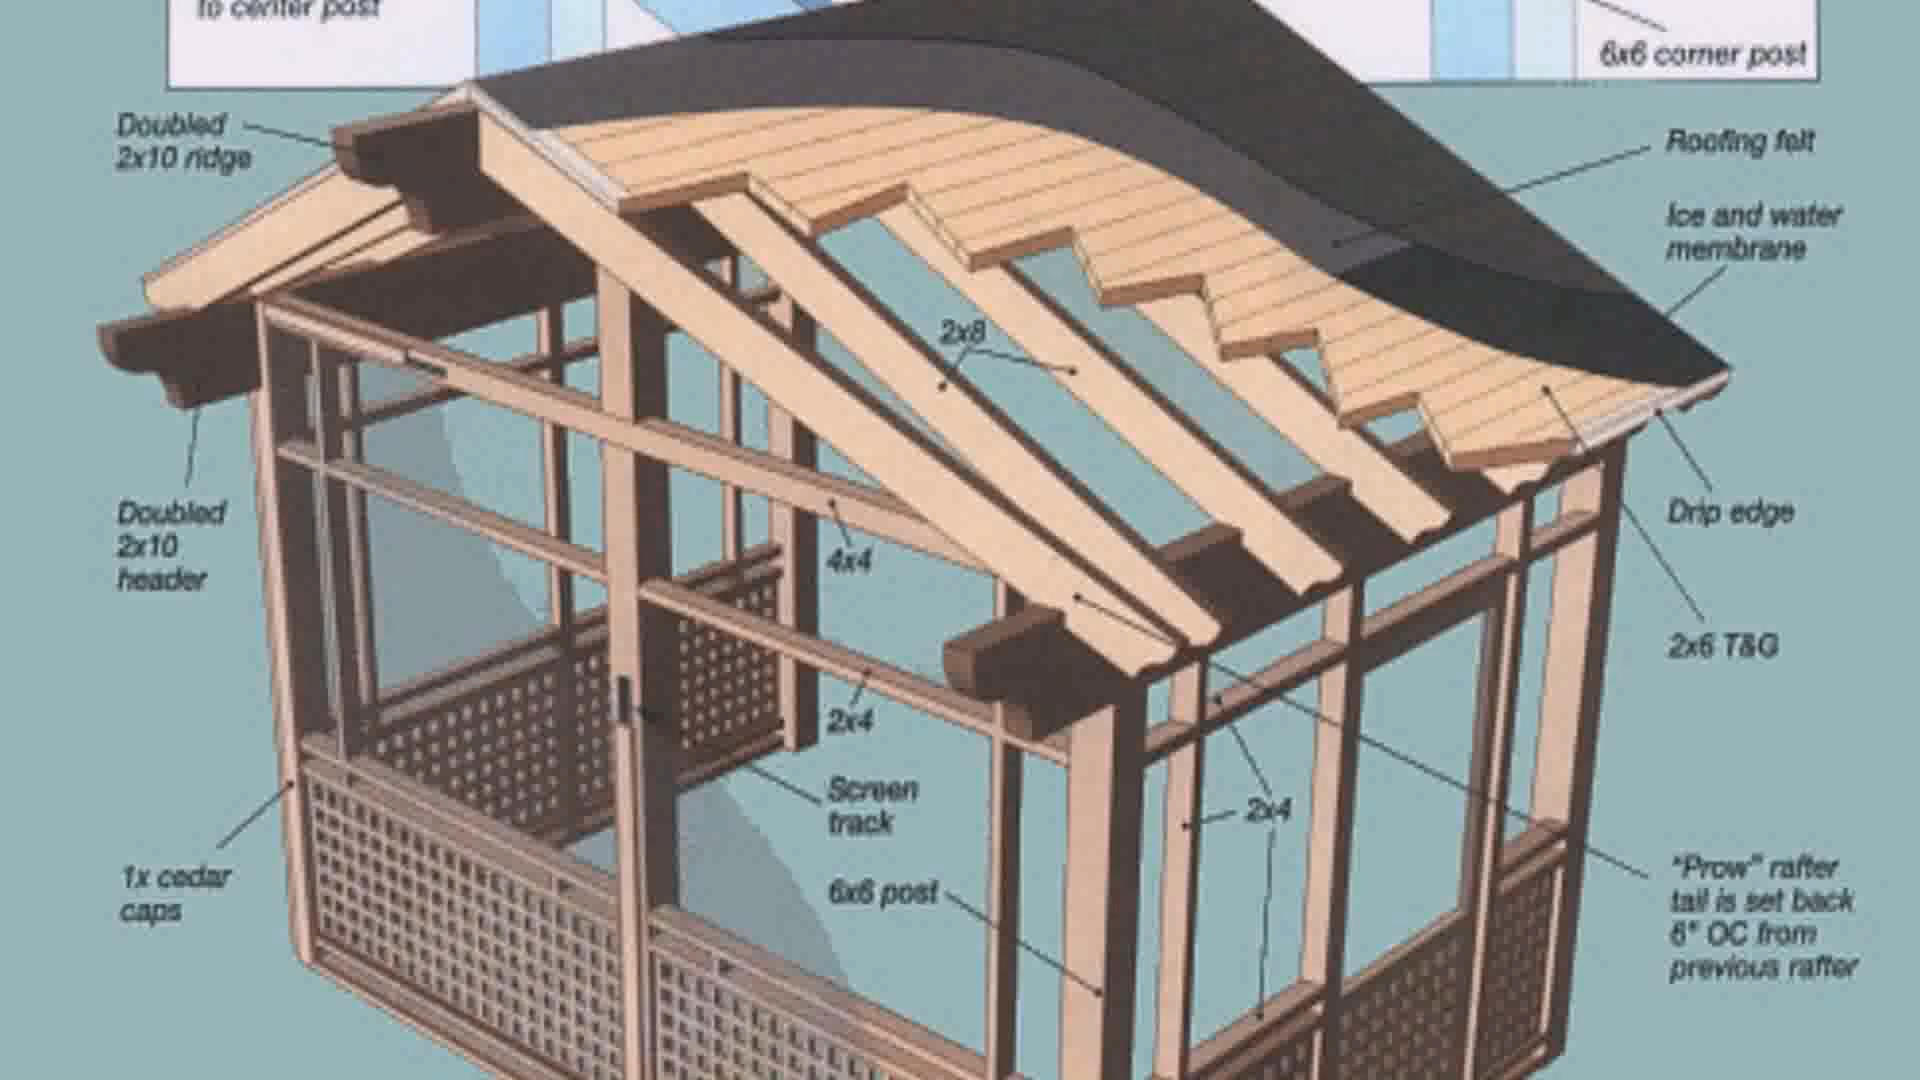 to center post
6x6 corner post
Doubled
2x10 ridge
Roofing felt
Ice and water
membrane
2x8
Doubled
2x10
header
4x4
Drip edge
2x6 T&G
2x4
Screen
track
2x4
1x cedar
caps
6x6 post
"Prow" rafter
tail is set back
6" OC from
previous rafter